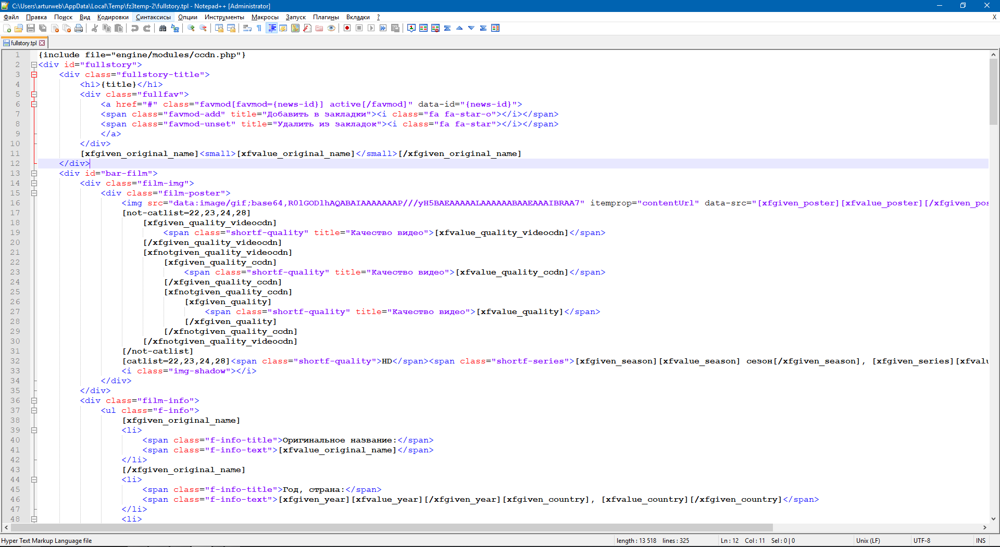 C:\Users\arturweb\AppData\Local\Temp\fz3temp-2\fullstory.tpl - Notepad++ [Administrator]
Файл Правка Поиск Вид Кодировки Синтаксисы Опции Инструменты Макросы Запуск Плагины Вкладки ? X
fullstory.tpl
1 {include file="engine/modules/ccdn.php"}
2 <div id="fullstory">
3 <div class="fullstory-title">
4 <h1>{title}</h1>
5 <div class="fullfav">
6 <a href="#" class="favmod[favmod={news-id}] active[/favmod]" data-id="{news-id}">
7 <span class="favmod-add" title="Добавить в закладки"><i class="fa fa-star-o"></i></span>
8 <span class="favmod-unset" title="Удалить из закладок"><i class="fa fa-star"></i></span>
9 </a>
10 </div>
11 [xfgiven_original_name]<small>[xfvalue_original_name]</small>[/xfgiven_original_name]
12 </div>
13 <div id="bar-film">
14 <div class="film-img">
15 <div class="film-poster">
16 <img src="data:image/gif;base64,R0lGODlhAQABAIAAAAAAAP///yH5BAEAAAAALAAAAAABAAEAAAIBRAA7" itemprop="contentUrl" data-src="[xfgiven_poster][xfvalue_poster][/xfgiven_pos
17 [not-catlist=22,23,24,28]
18 [xfgiven_quality_videocdn]
19 <span class="shortf-quality" title="Качество видео">[xfvalue_quality_videocdn]</span>
20 [/xfgiven_quality_videocdn]
21 [xfnotgiven_quality_videocdn]
22 [xfgiven_quality_ccdn]
23 <span class="shortf-quality" title="Качество видео">[xfvalue_quality_ccdn]</span>
24 [/xfgiven_quality_ccdn]
25 [xfnotgiven_quality_ccdn]
26 [xfgiven_quality]
27 <span class="shortf-quality" title="Качество видео">[xfvalue_quality]</span>
28 [/xfgiven_quality]
29 [/xfnotgiven_quality_ccdn]
30 [/xfnotgiven_quality_videocdn]
31 [/not-catlist]
32 [catlist=22,23,24,28]<span class="shortf-quality">HD</span><span class="shortf-series">[xfgiven_season][xfvalue_season] сезон[/xfgiven_season], [xfgiven_series][xfvalu
33 <i class="img-shadow"></i>
34 </div>
35 </div>
36 <div class="film-info">
37 <ul class="f-info">
38 [xfgiven_original_name]
39 <li>
40 <span class="f-info-title">Оригинальное название:</span>
41 <span class="f-info-text">[xfvalue_original_name]</span>
42 </li>
43 [/xfgiven_original_name]
44 <li>
45 <span class="f-info-title">Год, страна:</span>
46 <span class="f-info-text">[xfgiven_year][xfvalue_year][/xfgiven_year][xfgiven_country], [xfvalue_country][/xfgiven_country]</span>
47 </li>
48 <li>
Hyper Text Markup Language file length : 13 518 lines : 325 Ln : 12 Col : 11 Sel : 0 | 0 Unix (LF) UTF-8 INS